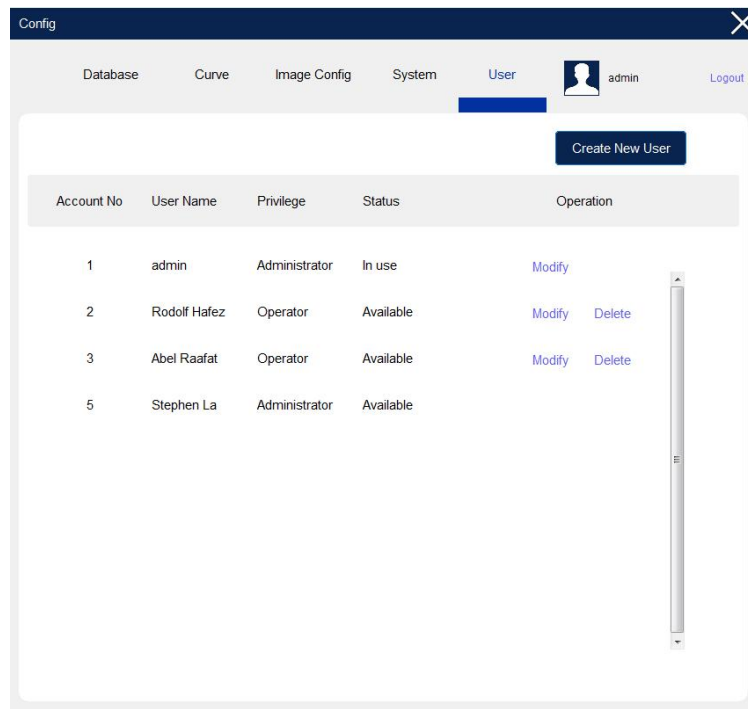 Config
Database Curve Image Config System User admin Logout
Create New User
Account No User Name Privilege Status Operation
1 admin Administrator In use Modify
2 Rodolf Hafez Operator Available Modify Delete
3 Abel Raafat Operator Available Modify Delete
5 Stephen La Administrator Available